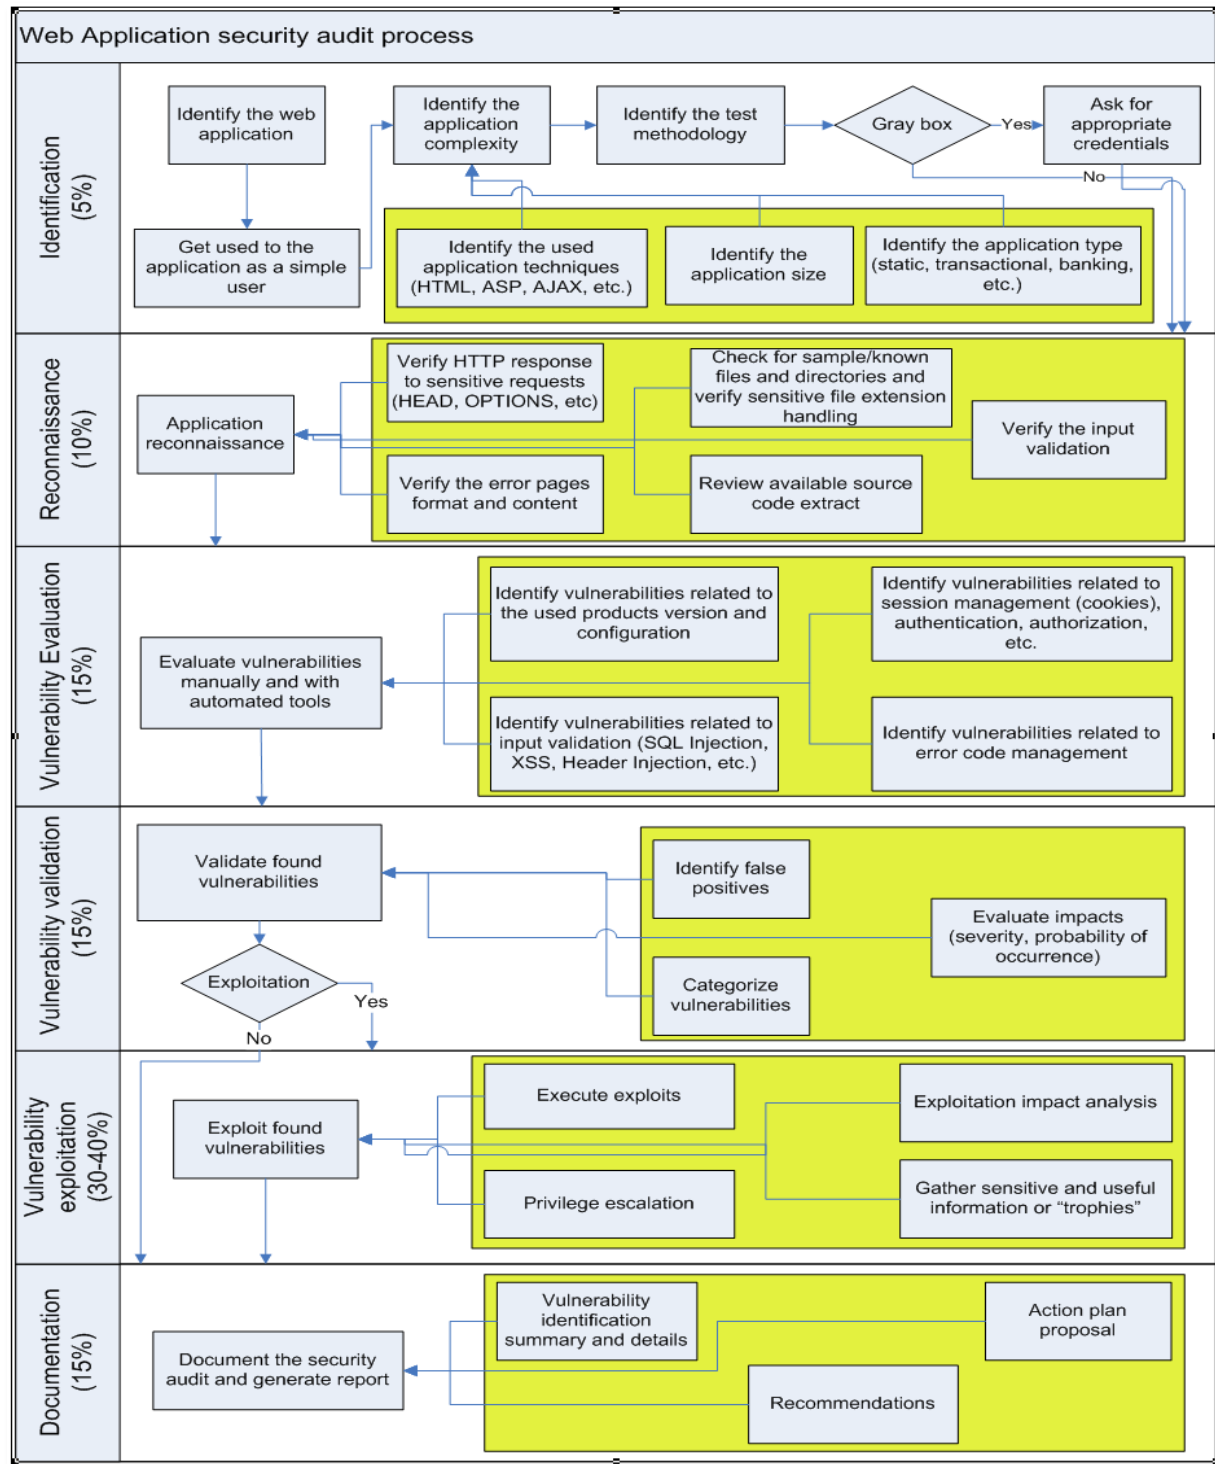 Web Application security audit process
Identification
(5%)
Identify the web
application
Get used to the
application as a simple
user
Identify the
application
complexity
Identify the test
methodology
Gray box
Yes
No
Ask for
appropriate
credentials
Identify the used
application techniques
(HTML, ASP, AJAX, etc.)
Identify the
application size
Identify the application type
(static, transactional, banking,
etc.)
Reconnaissance
(10%)
Application
reconnaissance
Verify HTTP response
to sensitive requests
(HEAD, OPTIONS, etc)
Check for sample/known
files and directories and
verify sensitive file extension
handling
Verify the input
validation
Verify the error pages
format and content
Review available source
code extract
Vulnerability Evaluation
(15%)
Evaluate vulnerabilities
manually and with
automated tools
Identify vulnerabilities related to
the used products version and
configuration
Identify vulnerabilities related to
session management (cookies),
authentication, authorization,
etc.
Identify vulnerabilities related to
input validation (SQL Injection,
XSS, Header Injection, etc.)
Identify vulnerabilities related to
error code management
Vulnerability validation
(15%)
Validate found
vulnerabilities
Exploitation
Yes
No
Identify false
positives
Evaluate impacts
(severity, probability of
occurrence)
Categorize
vulnerabilities
Vulnerability
exploitation
(30-40%)
Exploit found
vulnerabilities
Execute exploits
Exploitation impact analysis
Privilege escalation
Gather sensitive and useful
information or “trophies”
Documentation
(15%)
Document the security
audit and generate report
Vulnerability
identification
summary and details
Action plan
proposal
Recommendations